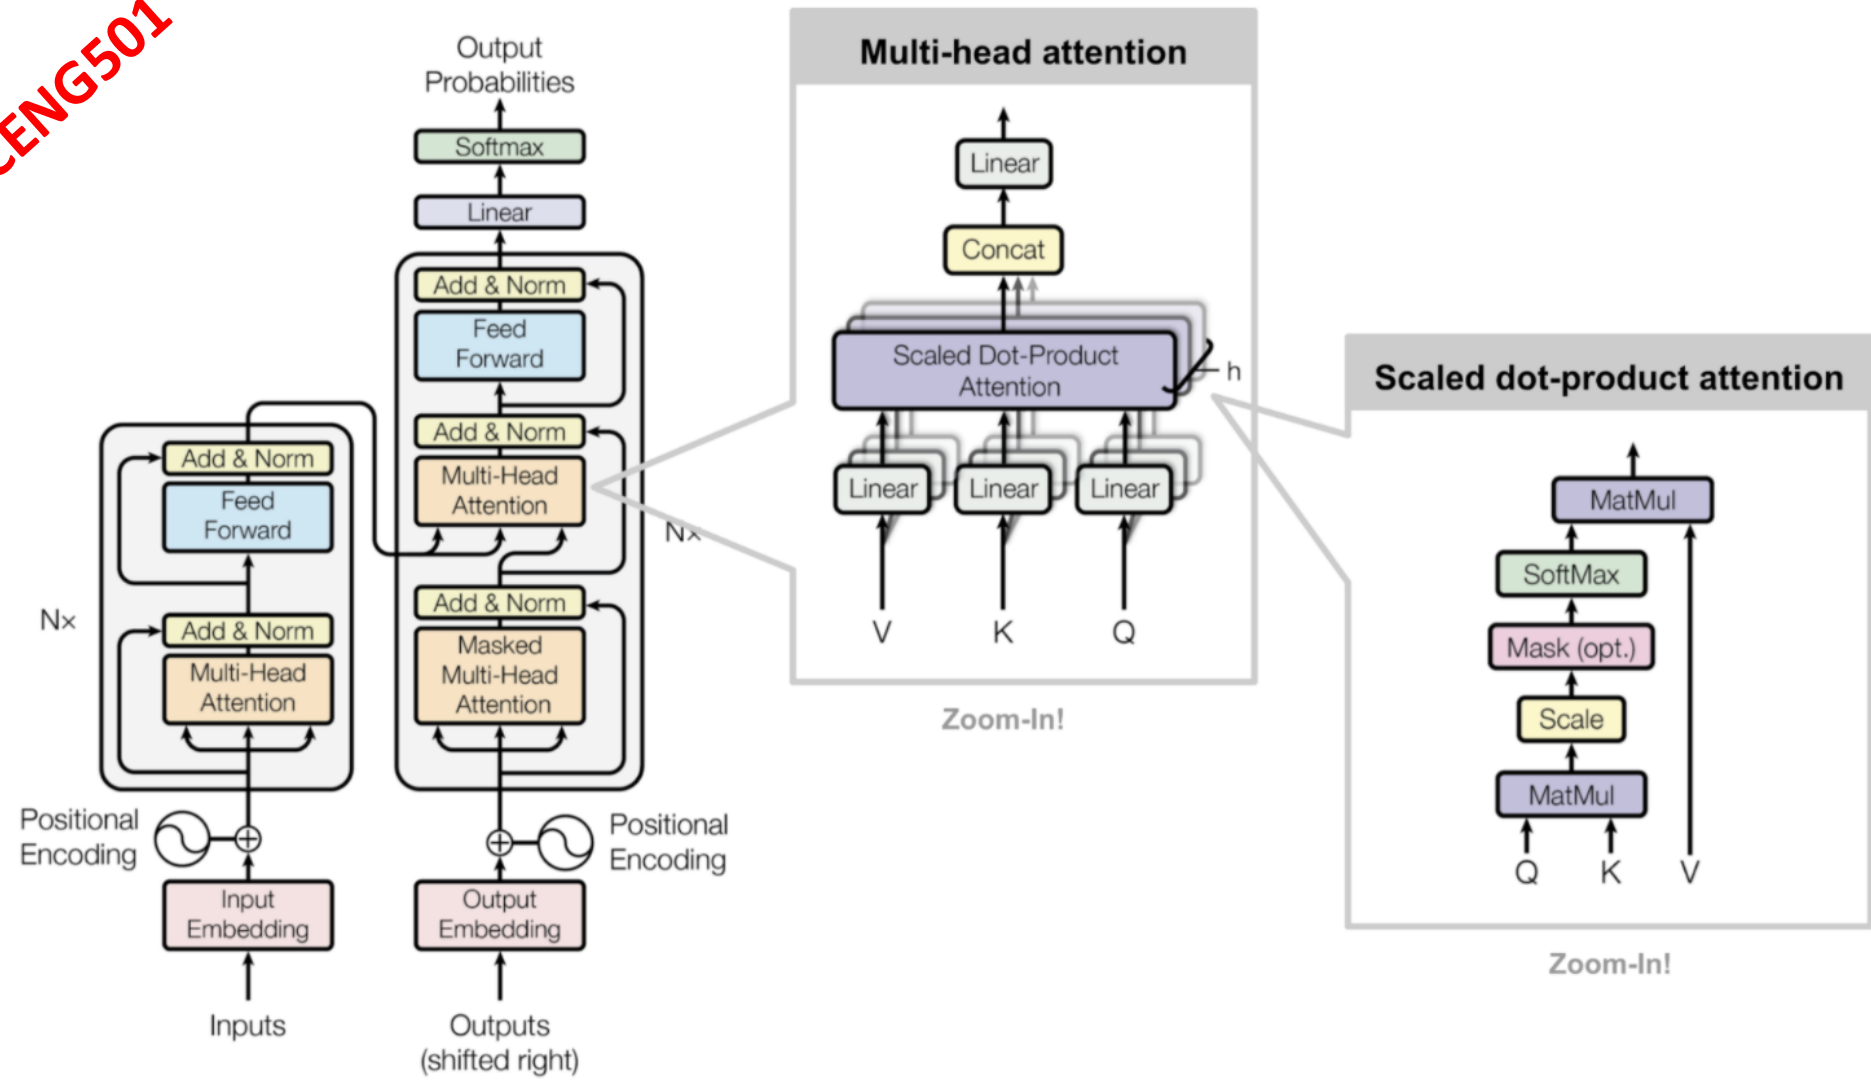 CENG501
Output
Probabilities
Softmax
Linear
Add & Norm
Feed
Forward
Add & Norm
Multi-Head
Attention
Nx
Add & Norm
Masked
Multi-Head
Attention
Add & Norm
Feed
Forward
Nx
Add & Norm
Multi-Head
Attention
Positional
Encoding
Positional
Encoding
Input
Embedding
Output
Embedding
Inputs
Outputs
(shifted right)
Multi-head attention
Linear
Concat
Scaled Dot-Product
Attention
h
Linear Linear Linear
V K Q
Zoom-In!
Scaled dot-product attention
MatMul
SoftMax
Mask (opt.)
Scale
MatMul
Q K V
Zoom-In!